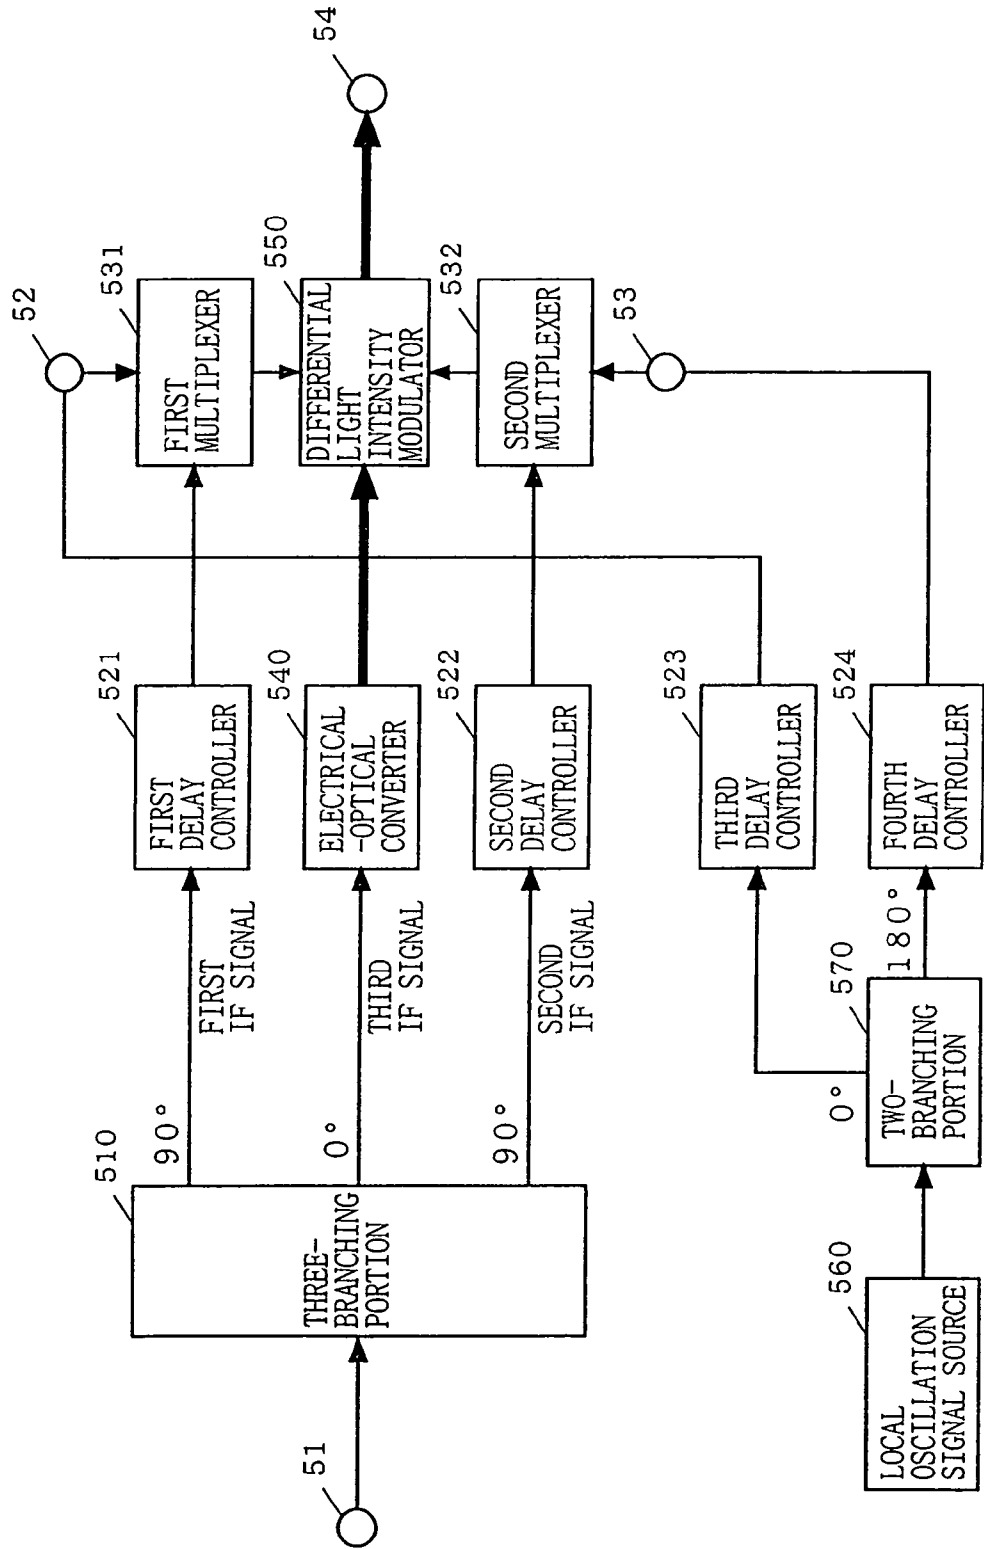 51
510
THREE-
BRANCHING
PORTION
90°
0°
90°
FIRST
IF SIGNAL
THIRD
IF SIGNAL
SECOND
IF SIGNAL
521
FIRST
DELAY
CONTROLLER
540
ELECTRICAL
-OPTICAL
CONVERTER
522
SECOND
DELAY
CONTROLLER
52
531
FIRST
MULTIPLEXER
550
DIFFERENTIAL
LIGHT
INTENSITY
MODULATOR
532
SECOND
MULTIPLEXER
53
54
560
LOCAL
OSCILLATION
SIGNAL SOURCE
570
TWO-
BRANCHING
PORTION
0°
180°
523
THIRD
DELAY
CONTROLLER
524
FOURTH
DELAY
CONTROLLER